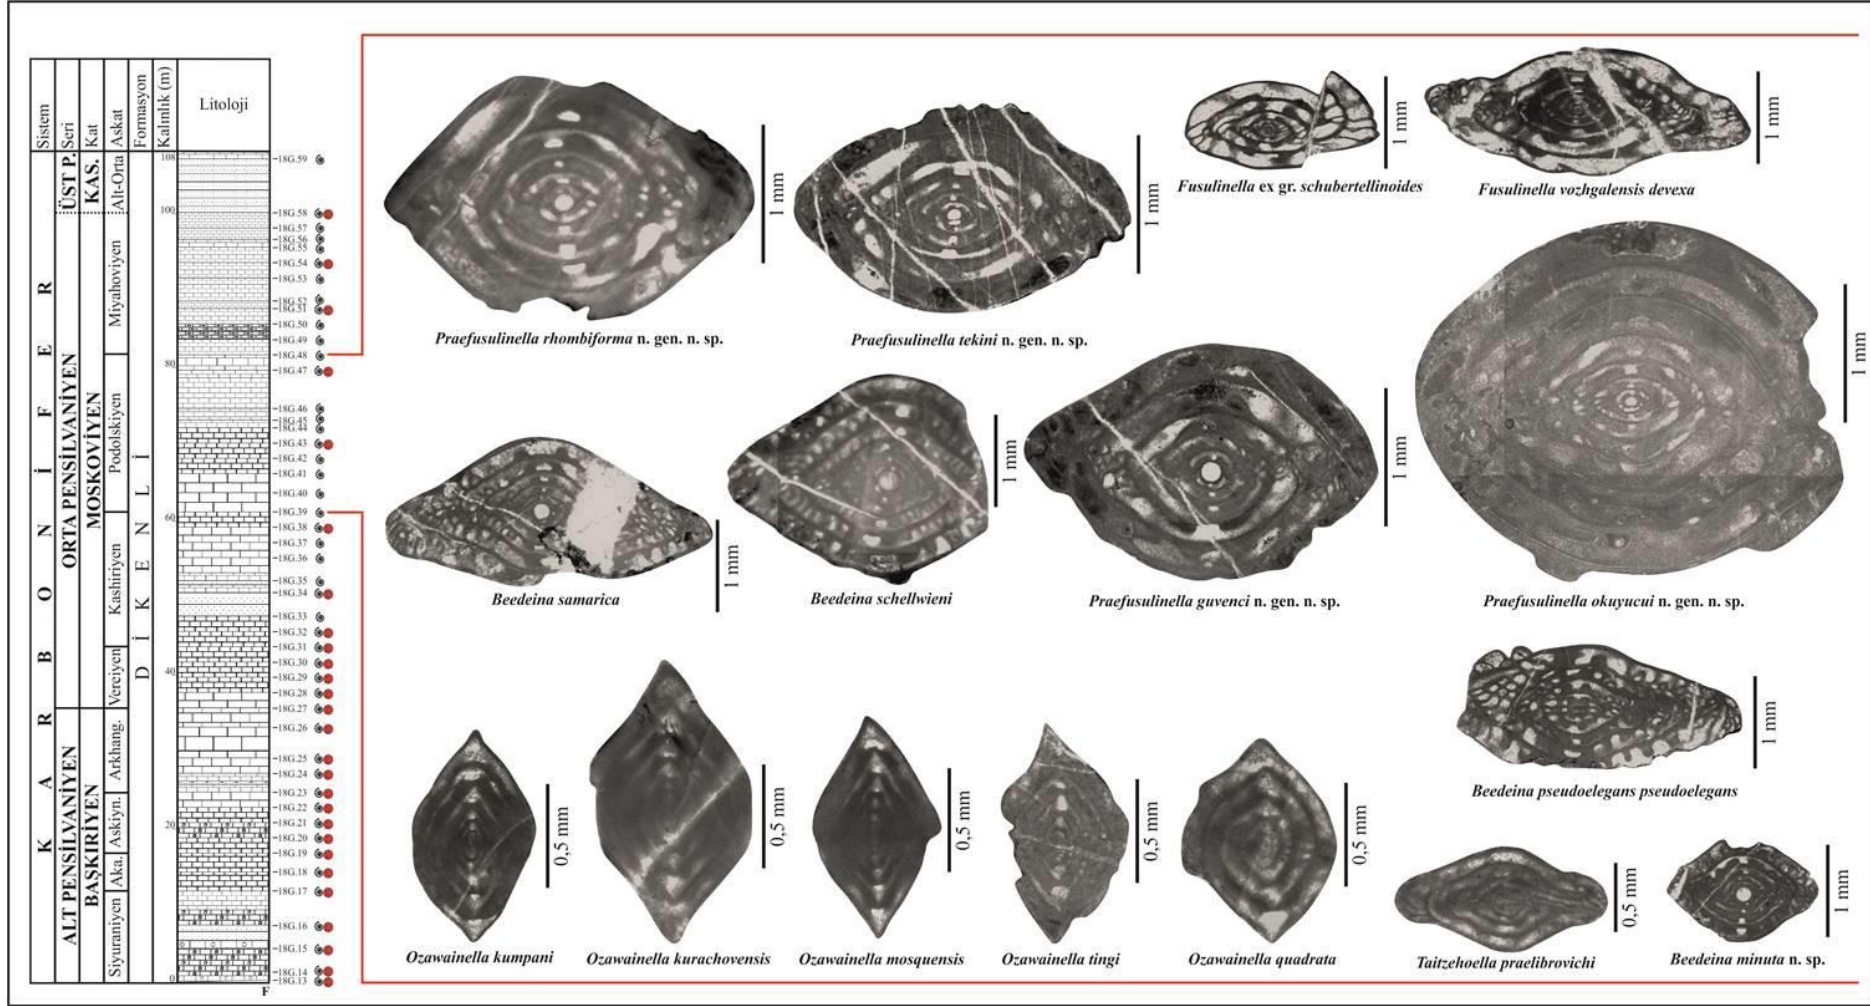 Sistem
Seri
Kat
Askat
Formasyon
Kalınlık (m)
Litoloji
KARBONİFER
ÜST P.
ORTA PENSİLVANİYEN
ALT PENSİLVANİYEN
KAS.
MOSKOVİYEN
BAŞKIRİYEN
Alt-Orta
Miyahoviyen
Podolskiyen
Kashiriyen
Vereiyen
Arkhang.
Askiyn.
Aka.
Siyuraniyen
DİKENLİ
108
100
80
60
40
20
0
F
18G.59
18G.58
18G.57
18G.56
18G.55
18G.54
18G.53
18G.52
18G.51
18G.50
18G.49
18G.48
18G.47
18G.46
18G.45
18G.44
18G.43
18G.42
18G.41
18G.40
18G.39
18G.38
18G.37
18G.36
18G.35
18G.34
18G.33
18G.32
18G.31
18G.30
18G.29
18G.28
18G.27
18G.26
18G.25
18G.24
18G.23
18G.22
18G.21
18G.20
18G.19
18G.18
18G.17
18G.16
18G.15
18G.14
18G.13
1 mm
Praefusulinella rhombiforma n. gen. n. sp.
1 mm
Praefusulinella tekini n. gen. n. sp.
1 mm
Fusulinella ex gr. schubertellinoides
1 mm
Fusulinella vozhgalensis devexa
1 mm
Beedeina samarica
1 mm
Beedeina schellwieni
1 mm
Praefusulinella guvenci n. gen. n. sp.
1 mm
Praefusulinella okuyucui n. gen. n. sp.
1 mm
Beedeina pseudoelegans pseudoelegans
0,5 mm
Ozawainella kumpani
0,5 mm
Ozawainella kurachovensis
0,5 mm
Ozawainella mosquensis
0,5 mm
Ozawainella tingi
0,5 mm
Ozawainella quadrata
0,5 mm
Taitzehoella praelibrovichi
1 mm
Beedeina minuta n. sp.